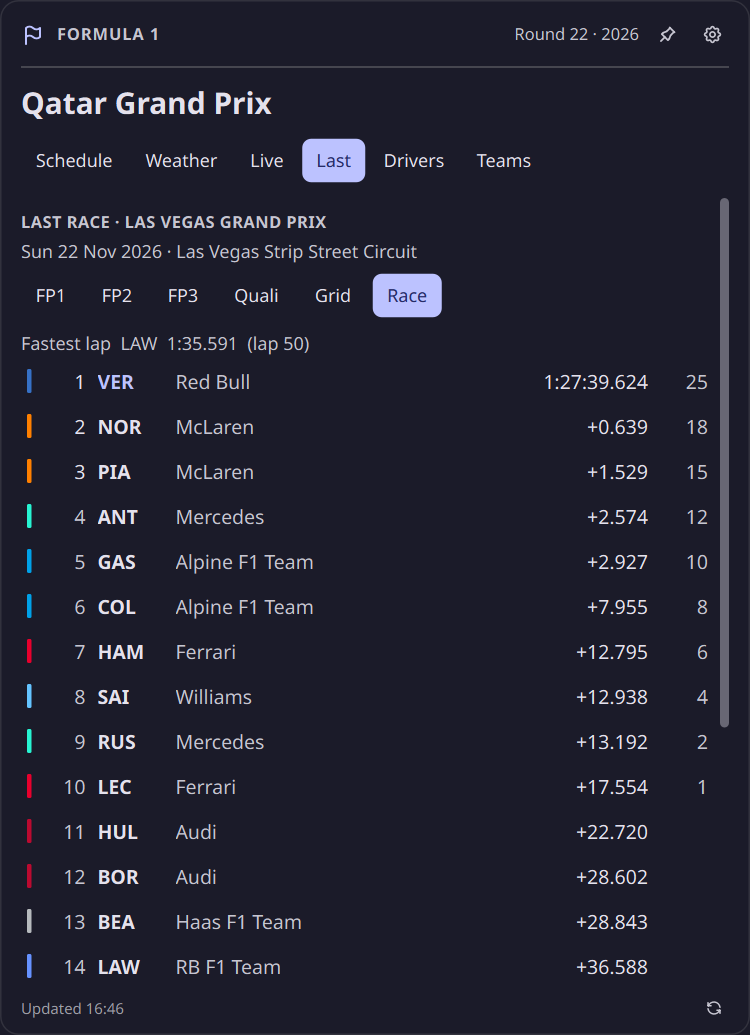 FORMULA 1 Round 22 · 2026
Qatar Grand Prix
Schedule Weather Live Last Drivers Teams
LAST RACE · LAS VEGAS GRAND PRIX
Sun 22 Nov 2026 · Las Vegas Strip Street Circuit
FP1 FP2 FP3 Quali Grid Race
Fastest lap LAW 1:35.591 (lap 50)
1 VER Red Bull 1:27:39.624 25
2 NOR McLaren +0.639 18
3 PIA McLaren +1.529 15
4 ANT Mercedes +2.574 12
5 GAS Alpine F1 Team +2.927 10
6 COL Alpine F1 Team +7.955 8
7 HAM Ferrari +12.795 6
8 SAI Williams +12.938 4
9 RUS Mercedes +13.192 2
10 LEC Ferrari +17.554 1
11 HUL Audi +22.720
12 BOR Audi +28.602
13 BEA Haas F1 Team +28.843
14 LAW RB F1 Team +36.588
Updated 16:46